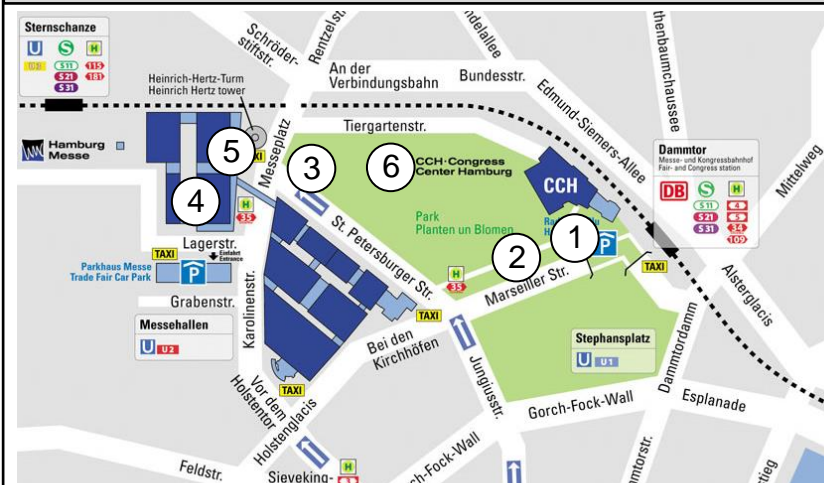 Sternschanze
U S H
U3 S11 115
S21 181
S31
Schröder-
stiftstr.
Rentzelstr.
An der
Verbindungsbahn
Bundesstr.
Edmund-Siemers-Allee
Mittelweg
Heinrich-Hertz-Turm
Heinrich Hertz tower
Hamburg
Messe
TAXI
Messeplatz
Tiergartenstr.
5
3
6
4
CCH·Congress
Center Hamburg
CCH
Dammtor
Messe- und Kongressbahnhof
Fair- and Congress station
DB S H
S11 4
S21 5
S31 34
109
H
35
Park
Planten un Blomen
1
2
P
TAXI
St. Petersburger Str.
H
35
Marseiller Str.
Alsterglacis
Lagerstr.
TAXI
Einfahrt
Entrance
Parkhaus Messe
Trade Fair Car Park
P
Grabenstr.
Karolinenstr.
Messehallen
U U2
TAXI
Bei den
Kirchhöfen
Stephansplatz
U U1
Dammtordamm
Jungiusstr.
TAXI
Vor dem
Holstentor
Holstenglacis
Gorch-Fock-Wall
Esplanade
Feldstr.
Sieveking-
H